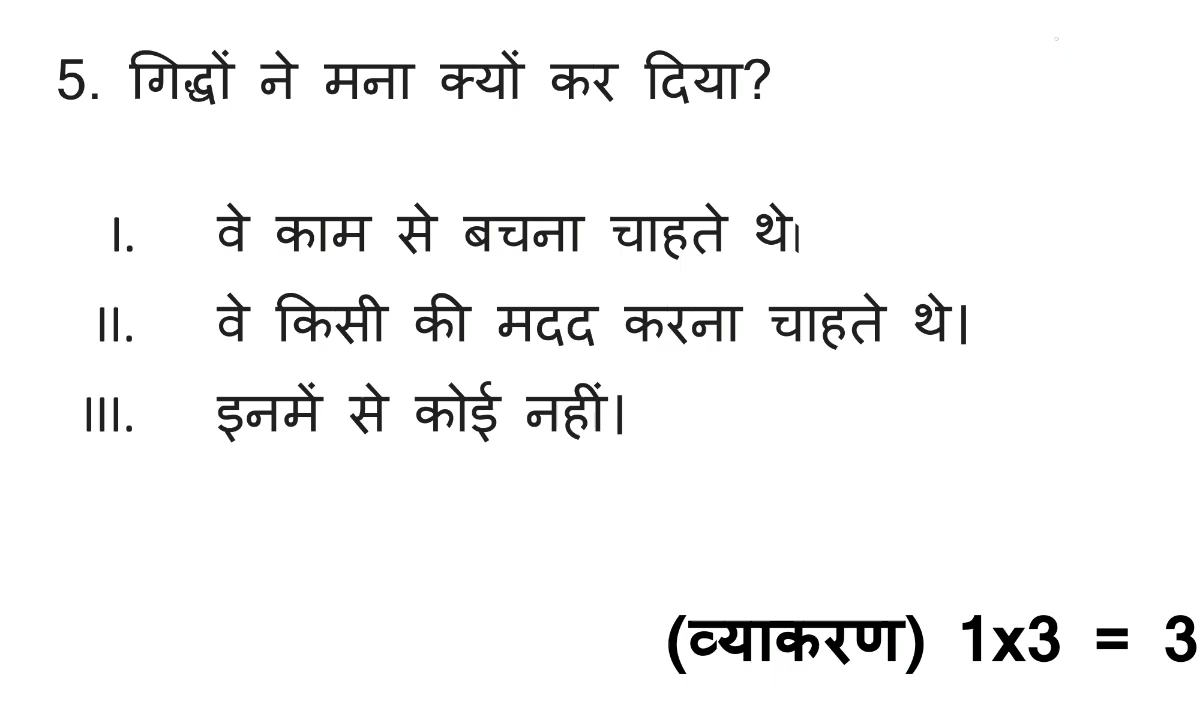 5. गिद्धों ने मना क्यों कर दिया?
I. वे काम से बचना चाहते थे।
II. वे किसी की मदद करना चाहते थे।
III. इनमें से कोई नहीं।
(व्याकरण) 1x3 = 3